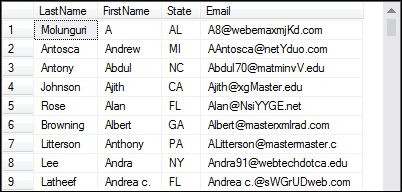 LastName FirstName State Email
1 Molunguri A AL A8@webemaxmjKd.com
2 Antosca Andrew MI AAntosca@netYduo.com
3 Antony Abdul NC Abdul70@matminvV.edu
4 Johnson Ajith CA Ajith@xgMaster.edu
5 Rose Alan FL Alan@NsiYYGE.net
6 Browning Albert GA Albert@masterxmlrad.com
7 Litterson Anthony PA ALitterson@mastemaster.c
8 Lee Andra NY Andra91@webtechdotca.edu
9 Latheef Andrea c. FL Andrea c.@sWGrUDweb.com